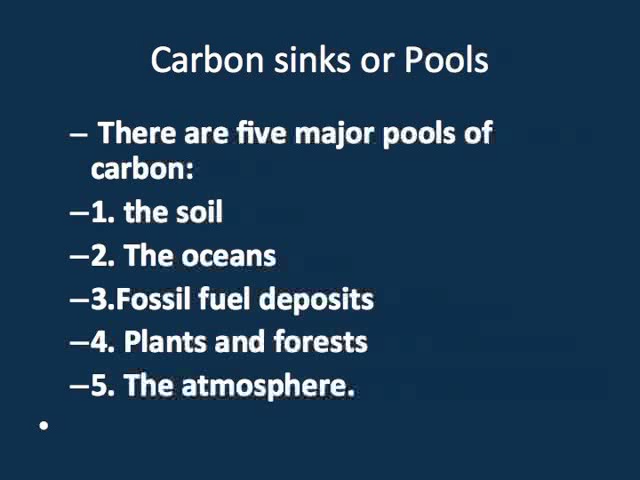 Carbon sinks or Pools
– There are five major pools of
carbon:
–1. the soil
–2. The oceans
–3.Fossil fuel deposits
–4. Plants and forests
–5. The atmosphere.
•